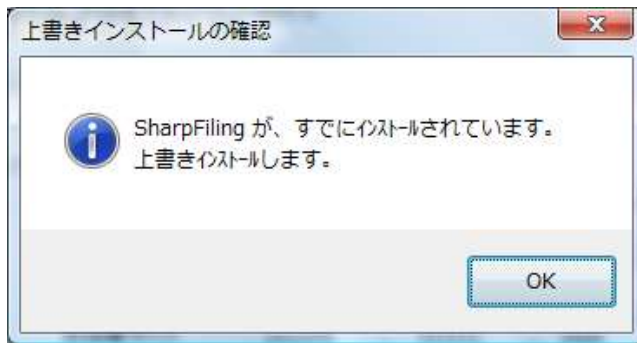 上書きインストールの確認
SharpFiling が、すでにインストールされています。
上書きインストールします。
OK